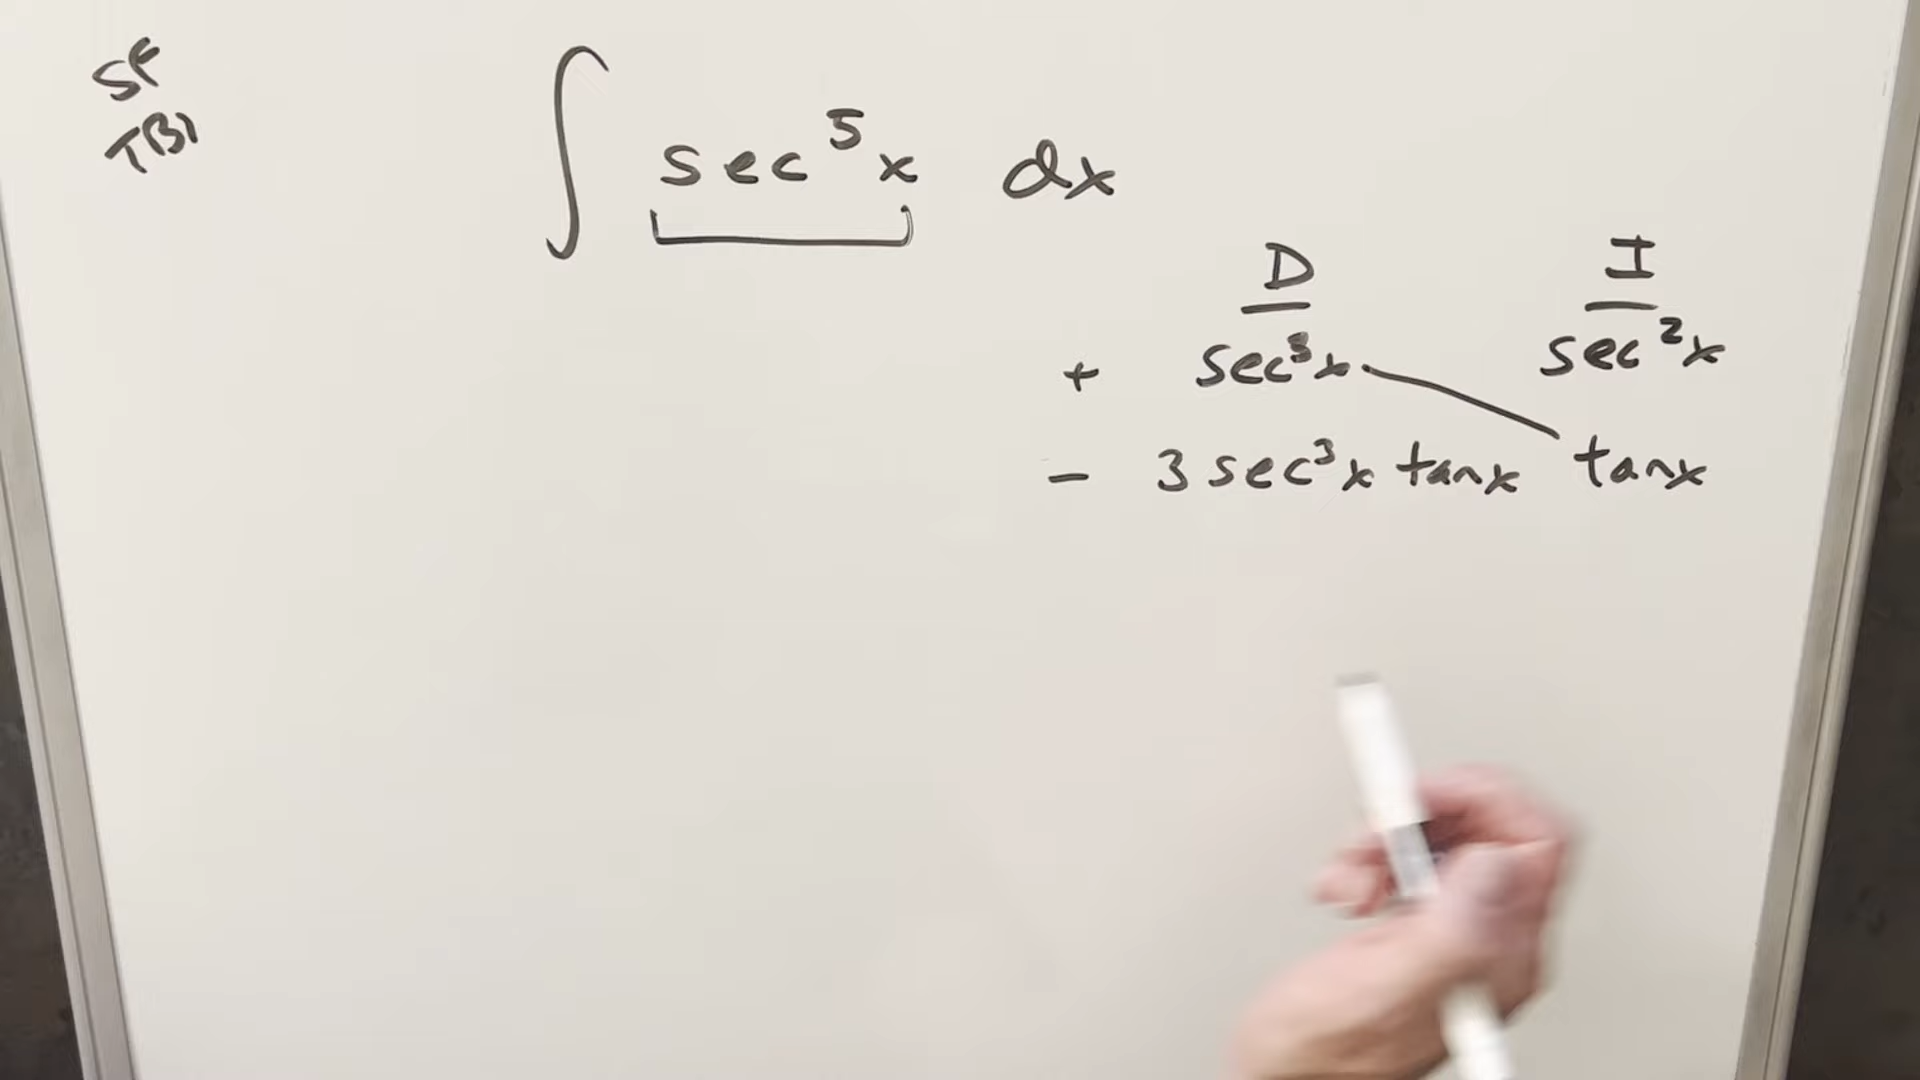 SF
TBI
∫ sec⁵x dx
D I
+ sec³x sec²x
- 3 sec³x tanx tanx